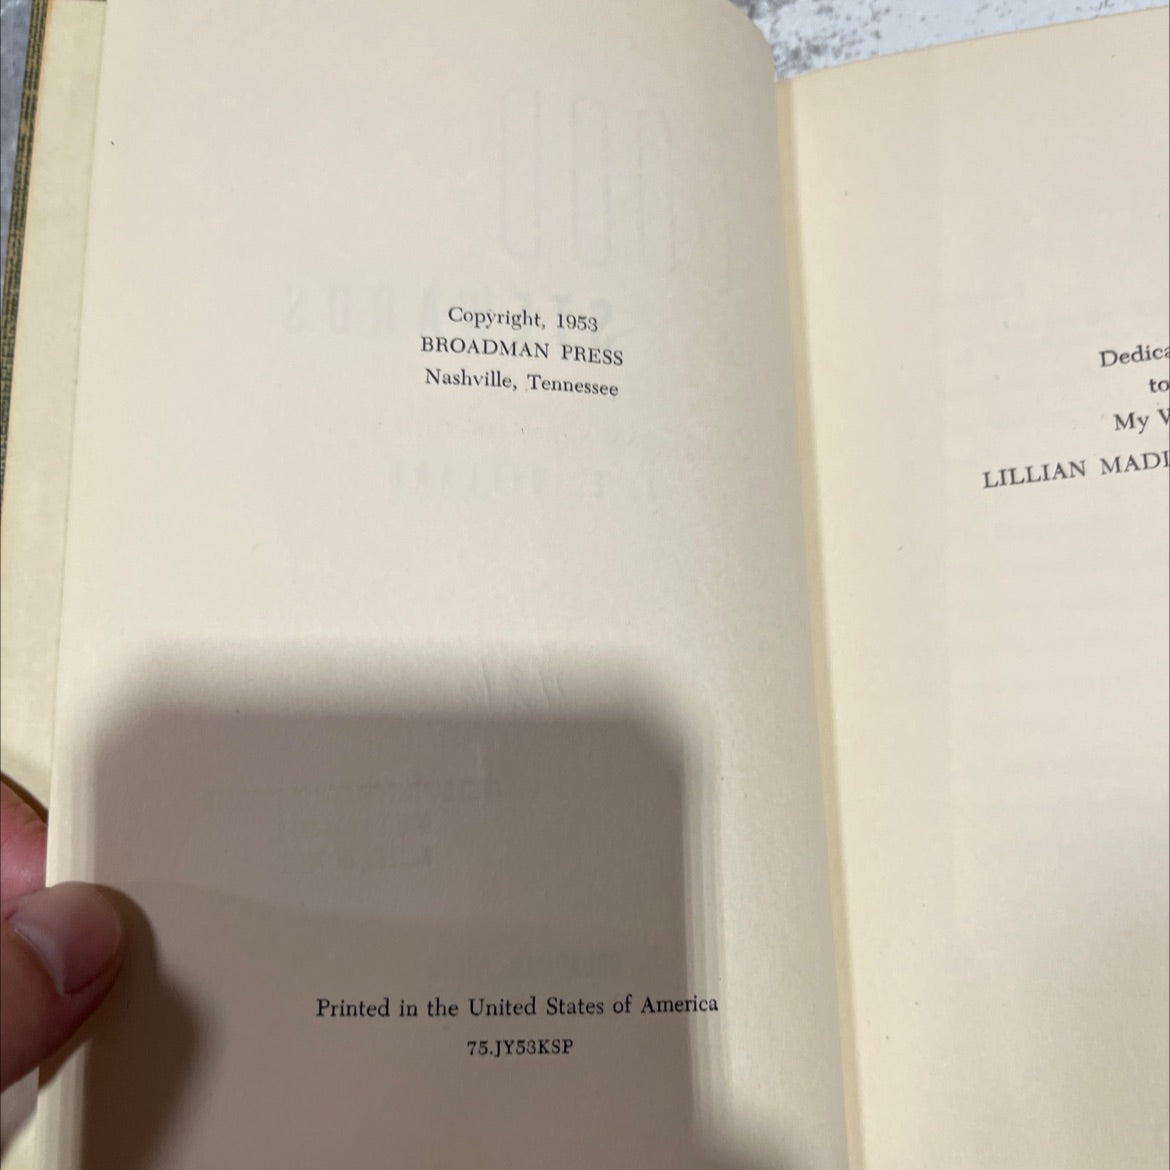 Copyright, 1953
BROADMAN PRESS
Nashville, Tennessee
Printed in the United States of America
75.JY53KSP
Dedica
to
My W
LILLIAN MADI